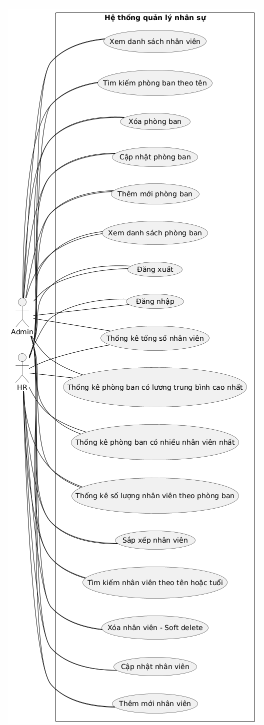 Hệ thống quản lý nhân sự
Xem danh sách nhân viên
Tìm kiếm phòng ban theo tên
Xóa phòng ban
Cập nhật phòng ban
Thêm mới phòng ban
Xem danh sách phòng ban
Đăng xuất
Đăng nhập
Admin
Thống kê tổng số nhân viên
HR
Thống kê phòng ban có lương trung bình cao nhất
Thống kê phòng ban có nhiều nhân viên nhất
Thống kê số lượng nhân viên theo phòng ban
Sắp xếp nhân viên
Tìm kiếm nhân viên theo tên hoặc tuổi
Xóa nhân viên - Soft delete
Cập nhật nhân viên
Thêm mới nhân viên